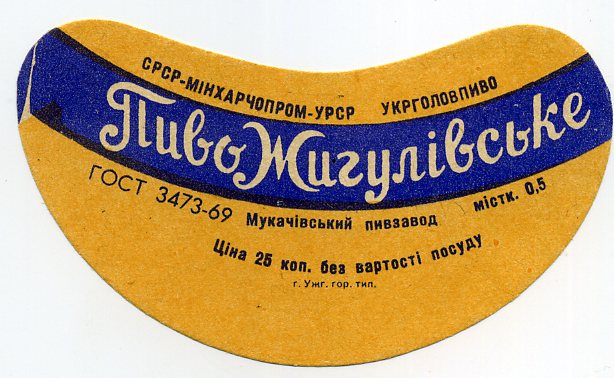 СРСР-МІНХАРЧОПРОМ-УРСР УКРГОЛОВПИВО
Пиво Жигулівське
ГОСТ 3473-69 Мукачівський пивзавод містк. 0,5
Ціна 25 коп. без вартості посуду
г. Ужг. гор. тип.